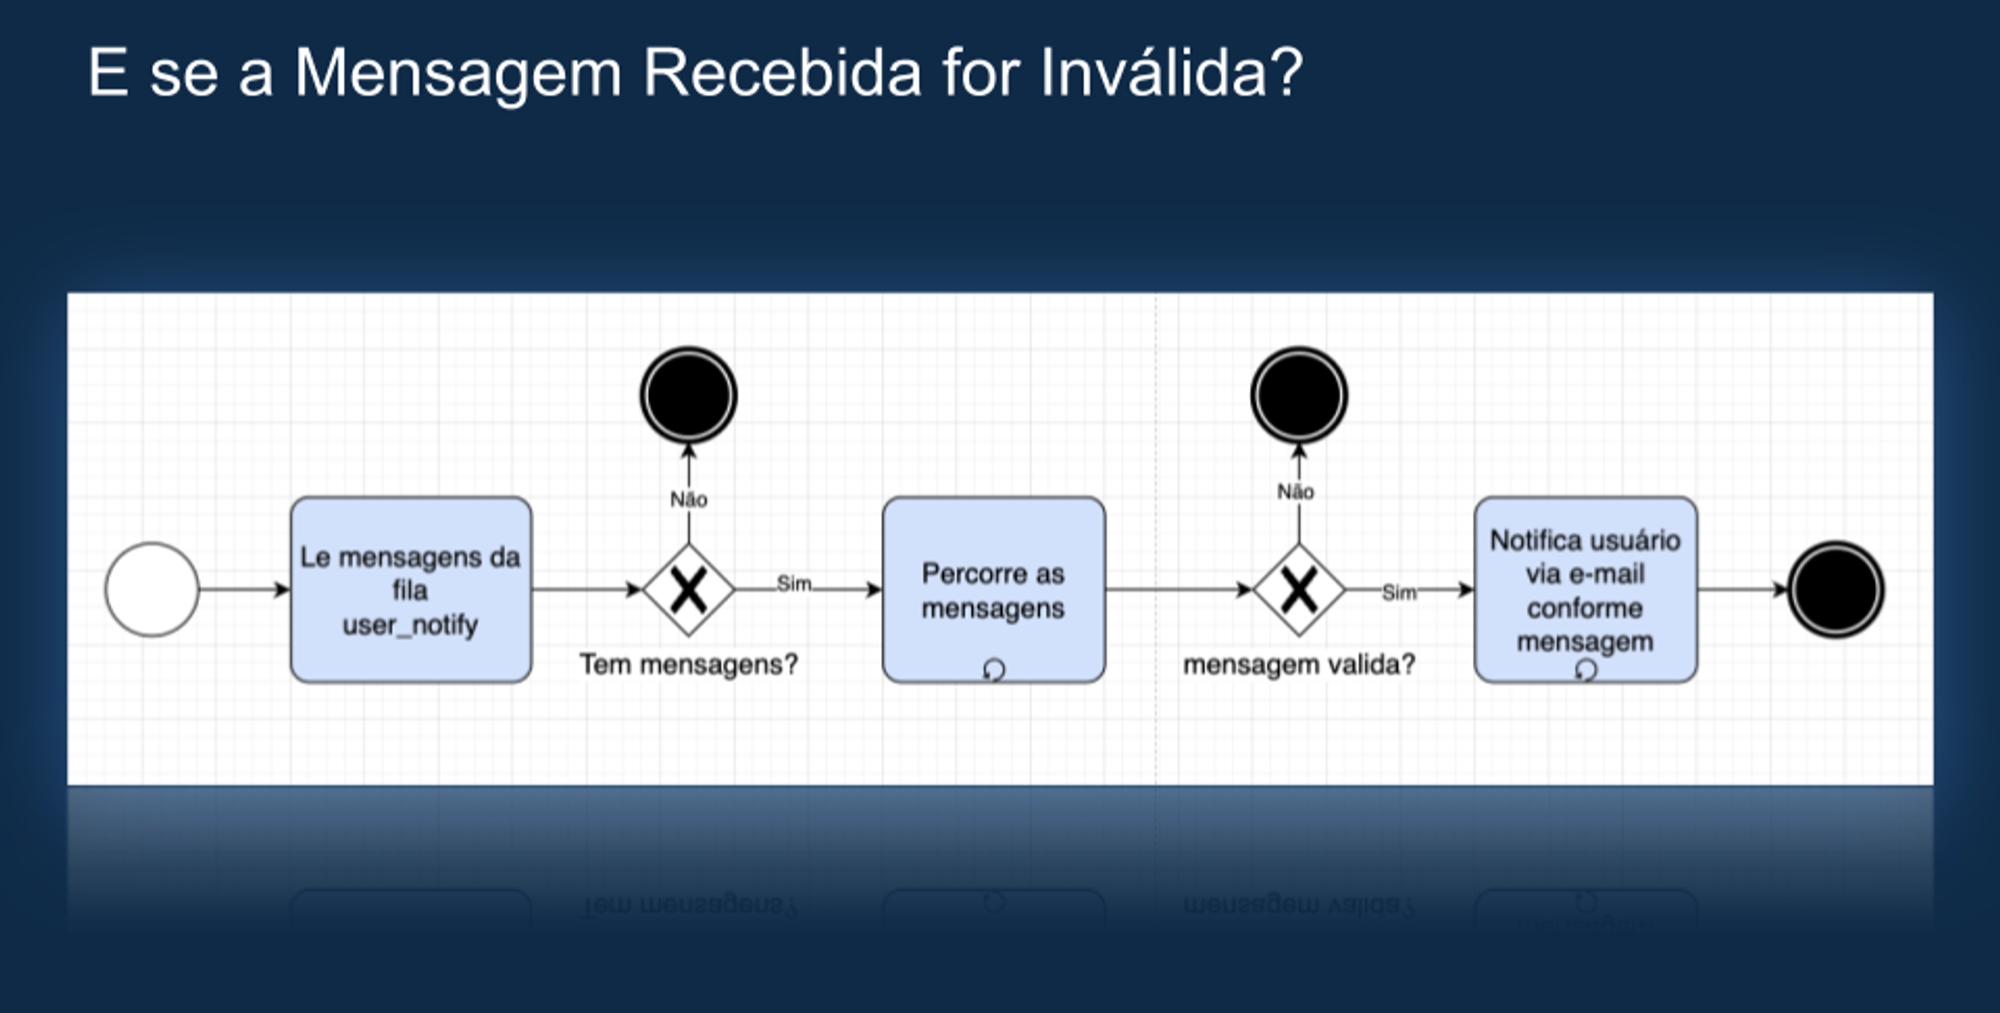 E se a Mensagem Recebida for Inválida?
Le mensagens da
fila
user_notify
Não
Tem mensagens?
Sim
Percorre as
mensagens
Não
mensagem valida?
Sim
Notifica usuário
via e-mail
conforme
mensagem